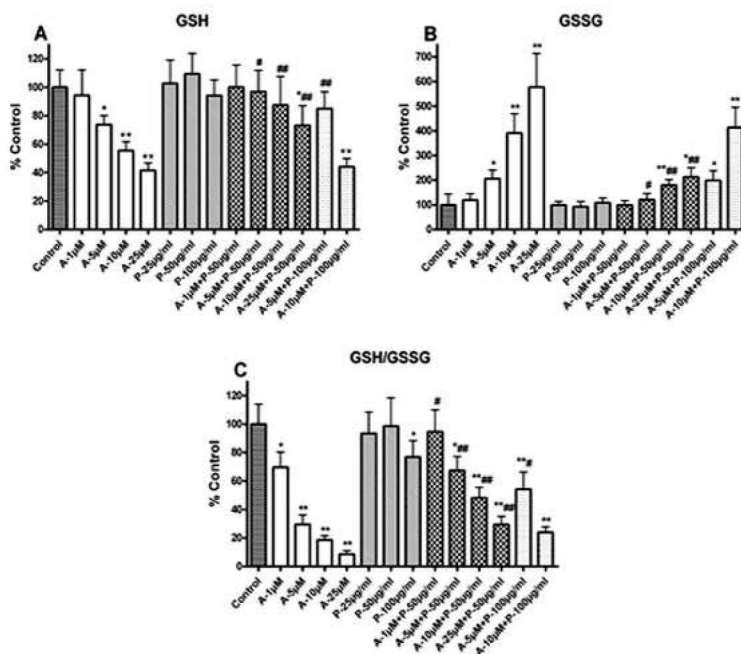 A
GSH
% Control
120
100
80
60
40
20
0
* ** ** # ## *## ## **
Control A-1µM A-5µM A-10µM A-25µM P-25µg/ml P-50µg/ml P-100µg/ml A-1µM+P-50µg/ml A-5µM+P-50µg/ml A-10µM+P-50µg/ml A-25µM+P-50µg/ml A-5µM+P-100µg/ml A-10µM+P-100µg/ml
B
GSSG
% Control
700
600
500
400
300
200
100
0
* ** ** # **## *## * **
Control A-1µM A-5µM A-10µM A-25µM P-25µg/ml P-50µg/ml P-100µg/ml A-1µM+P-50µg/ml A-5µM+P-50µg/ml A-10µM+P-50µg/ml A-25µM+P-50µg/ml A-5µM+P-100µg/ml A-10µM+P-100µg/ml
C
GSH/GSSG
% Control
120
100
80
60
40
20
0
* ** ** ** * # *## **## **## **# **
Control A-1µM A-5µM A-10µM A-25µM P-25µg/ml P-50µg/ml P-100µg/ml A-1µM+P-50µg/ml A-5µM+P-50µg/ml A-10µM+P-50µg/ml A-25µM+P-50µg/ml A-5µM+P-100µg/ml A-10µM+P-100µg/ml